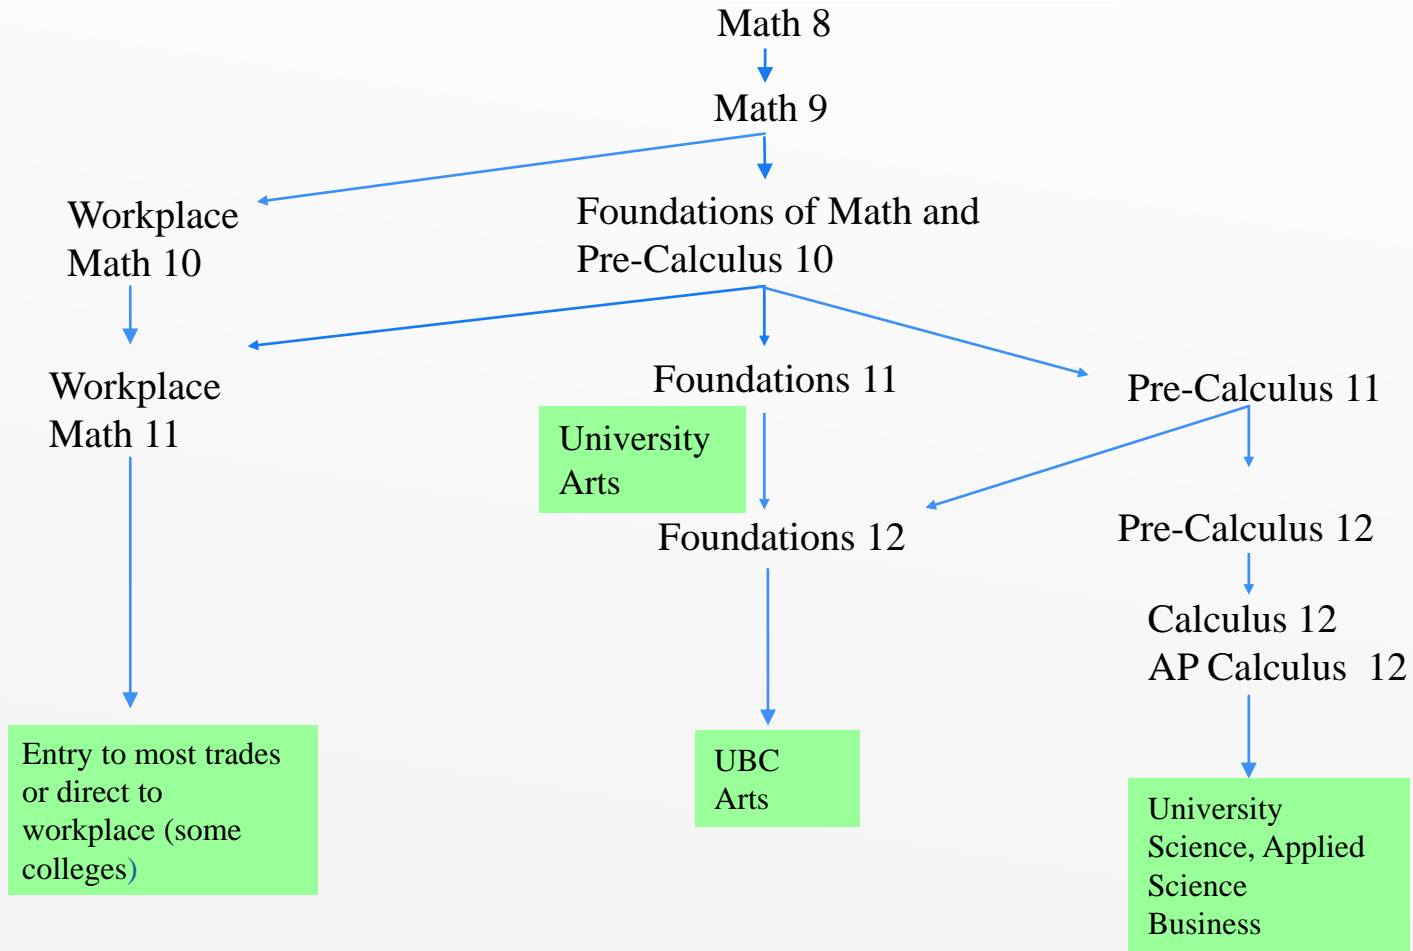 Math 8
Math 9
Workplace
Math 10
Foundations of Math and
Pre-Calculus 10
Workplace
Math 11
Foundations 11
Pre-Calculus 11
University
Arts
Foundations 12
Pre-Calculus 12
Calculus 12
AP Calculus 12
Entry to most trades
or direct to
workplace (some
colleges)
UBC
Arts
University
Science, Applied
Science
Business